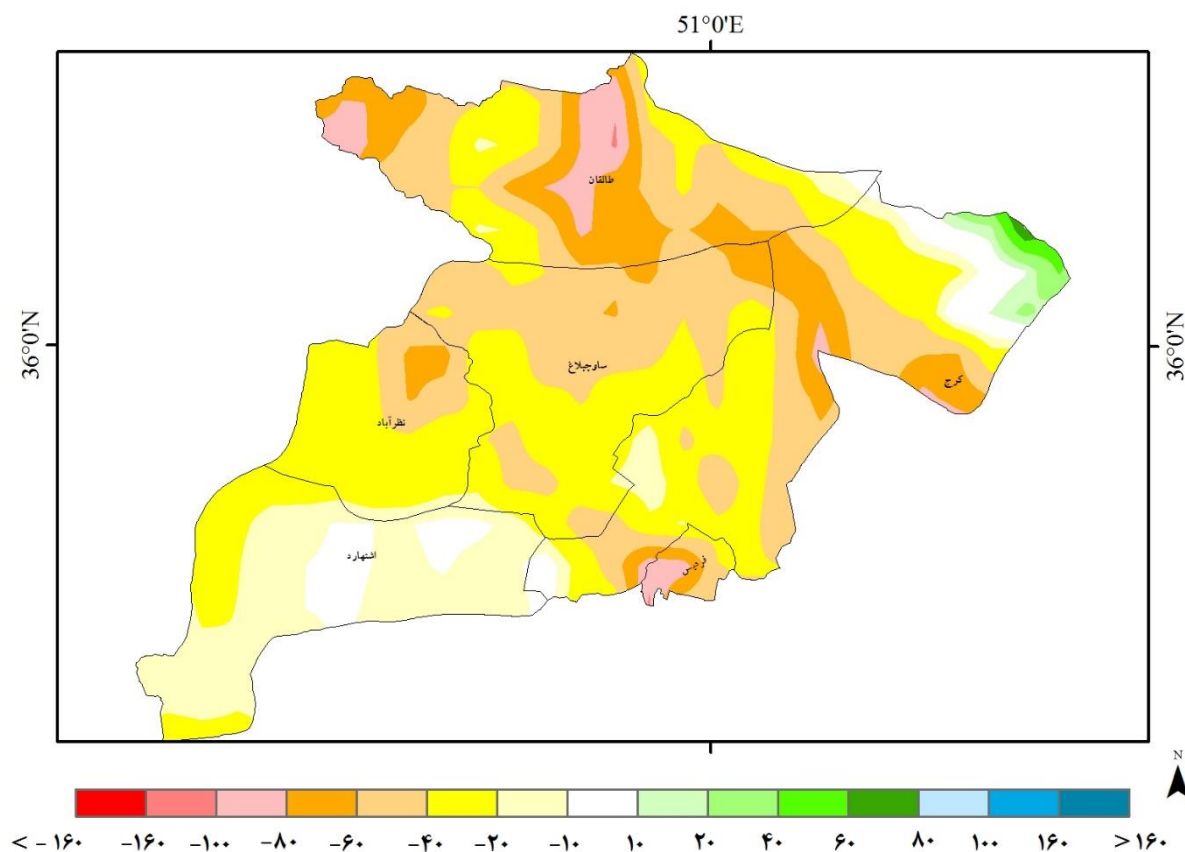 51°0'E
طالقان
36°0'N
36°0'N
ساوجبلاغ
کرج
نظرآباد
اشتهارد
فردیس
N
< -۱۶۰ -۱۶۰ -۱۰۰ -۸۰ -۶۰ -۴۰ -۲۰ -۱۰ ۱۰ ۲۰ ۴۰ ۶۰ ۸۰ ۱۰۰ ۱۶۰ >۱۶۰